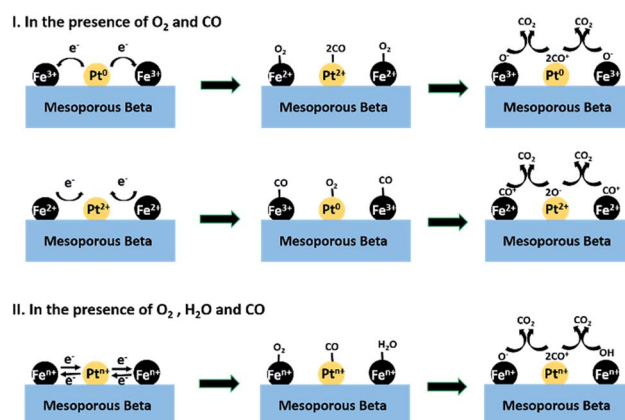 I. In the presence of O₂ and CO
e⁻ e⁻
Fe³⁺ Pt⁰ Fe³⁺
Mesoporous Beta
O₂ 2CO O₂
Fe²⁺ Pt²⁺ Fe²⁺
Mesoporous Beta
CO₂ CO₂
O⁻ 2CO⁺ O⁻
Fe³⁺ Pt⁰ Fe³⁺
Mesoporous Beta
e⁻ e⁻
Fe²⁺ Pt²⁺ Fe²⁺
Mesoporous Beta
CO O₂ CO
Fe³⁺ Pt⁰ Fe³⁺
Mesoporous Beta
CO₂ CO₂
CO⁺ 2O⁻ CO⁺
Fe²⁺ Pt²⁺ Fe²⁺
Mesoporous Beta
II. In the presence of O₂ , H₂O and CO
e⁻ e⁻
Feⁿ⁺ Ptⁿ⁺ Feⁿ⁺
e⁻ e⁻
Mesoporous Beta
O₂ CO H₂O
Feⁿ⁺ Ptⁿ⁺ Feⁿ⁺
Mesoporous Beta
CO₂ CO₂
O⁻ 2CO⁺ OH
Feⁿ⁺ Ptⁿ⁺ Feⁿ⁺
Mesoporous Beta